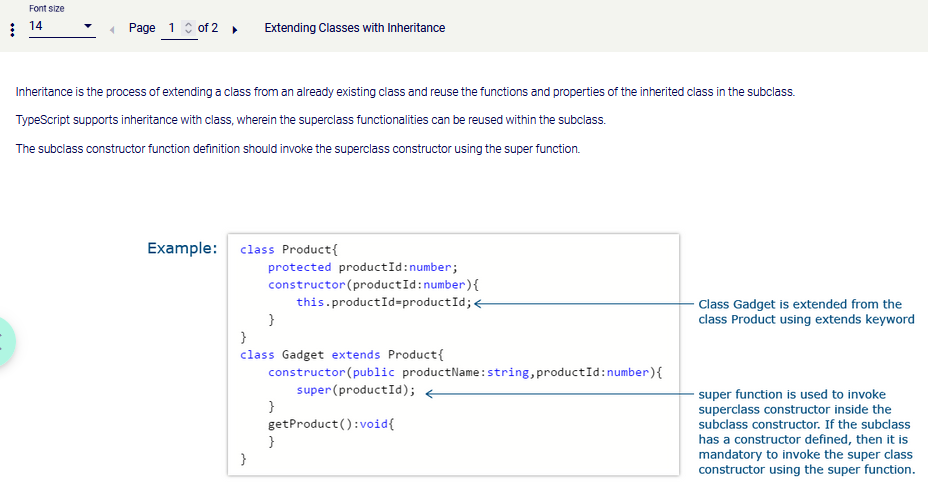 Font size
14
Page 1 of 2
Extending Classes with Inheritance
Inheritance is the process of extending a class from an already existing class and reuse the functions and properties of the inherited class in the subclass.
TypeScript supports inheritance with class, wherein the superclass functionalities can be reused within the subclass.
The subclass constructor function definition should invoke the superclass constructor using the super function.
Example:
class Product{
    protected productId:number;
    constructor(productId:number){
        this.productId=productId;
    }
}
class Gadget extends Product{
    constructor(public productName:string,productId:number){
        super(productId);
    }
    getProduct():void{
    }
}
Class Gadget is extended from the
class Product using extends keyword
super function is used to invoke
superclass constructor inside the
subclass constructor. If the subclass
has a constructor defined, then it is
mandatory to invoke the super class
constructor using the super function.